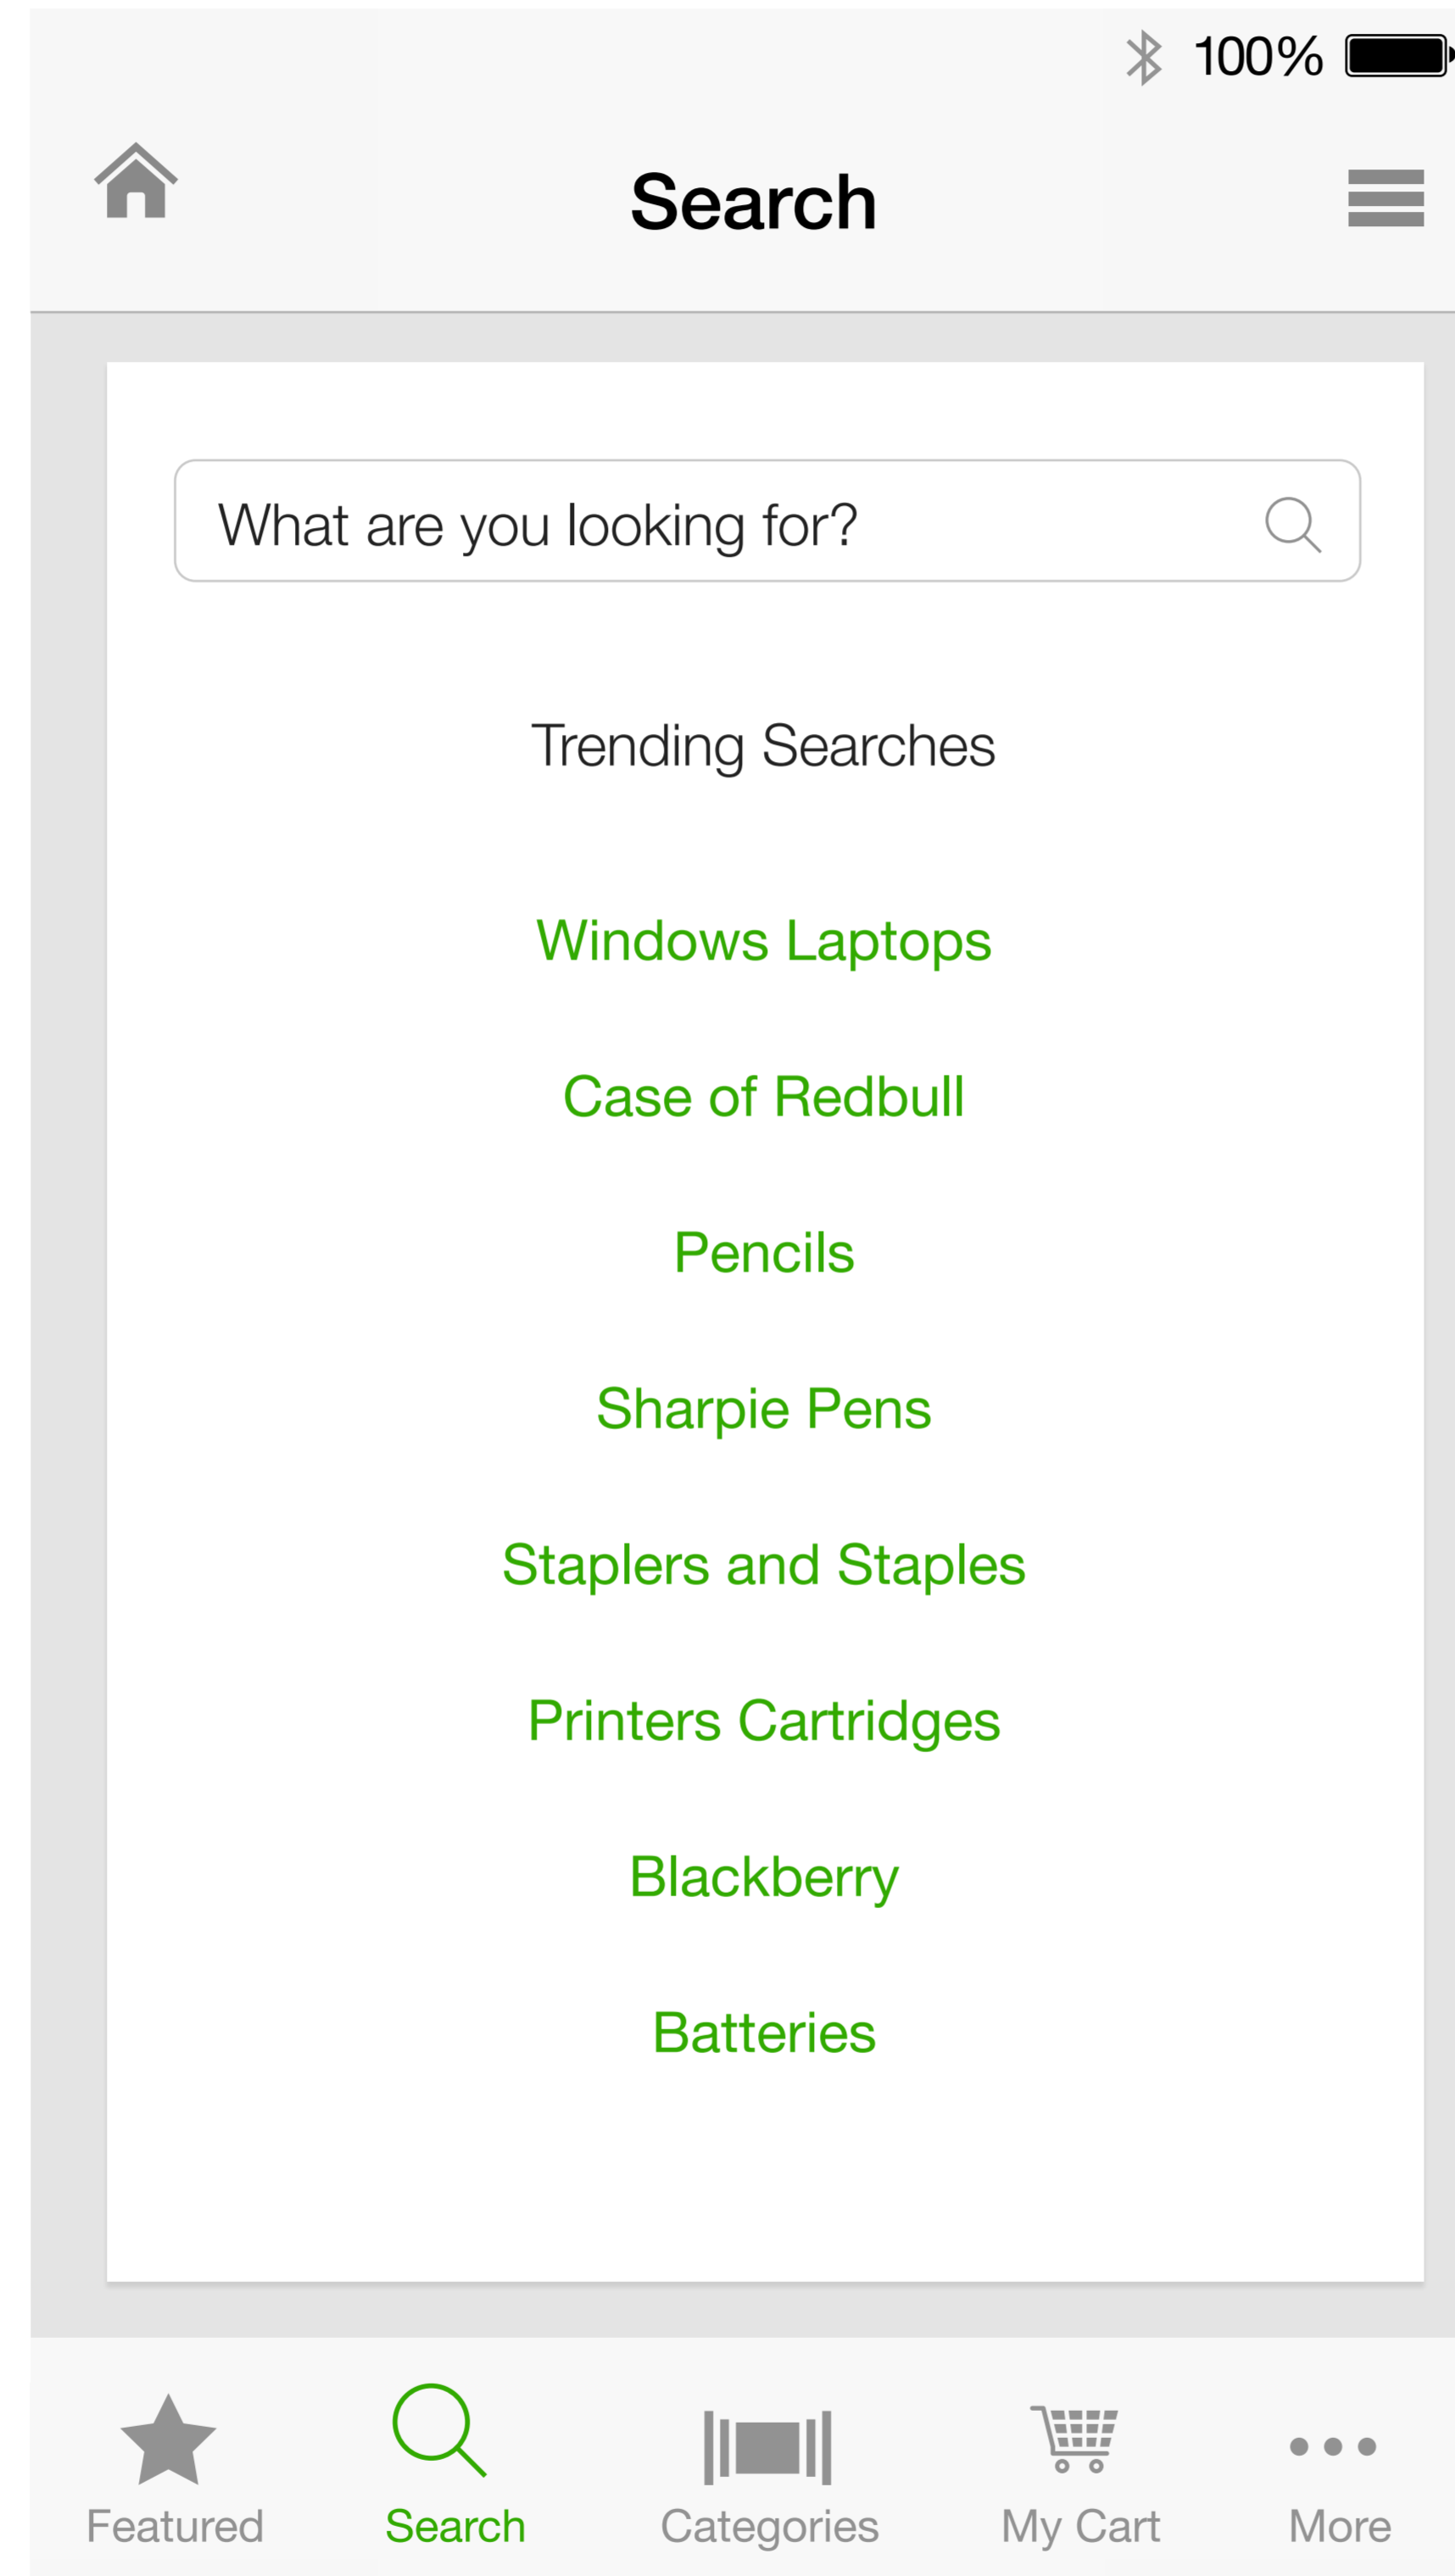 100%
Search
What are you looking for?
Trending Searches
Windows Laptops
Case of Redbull
Pencils
Sharpie Pens
Staplers and Staples
Printers Cartridges
Blackberry
Batteries
Featured Search Categories My Cart More